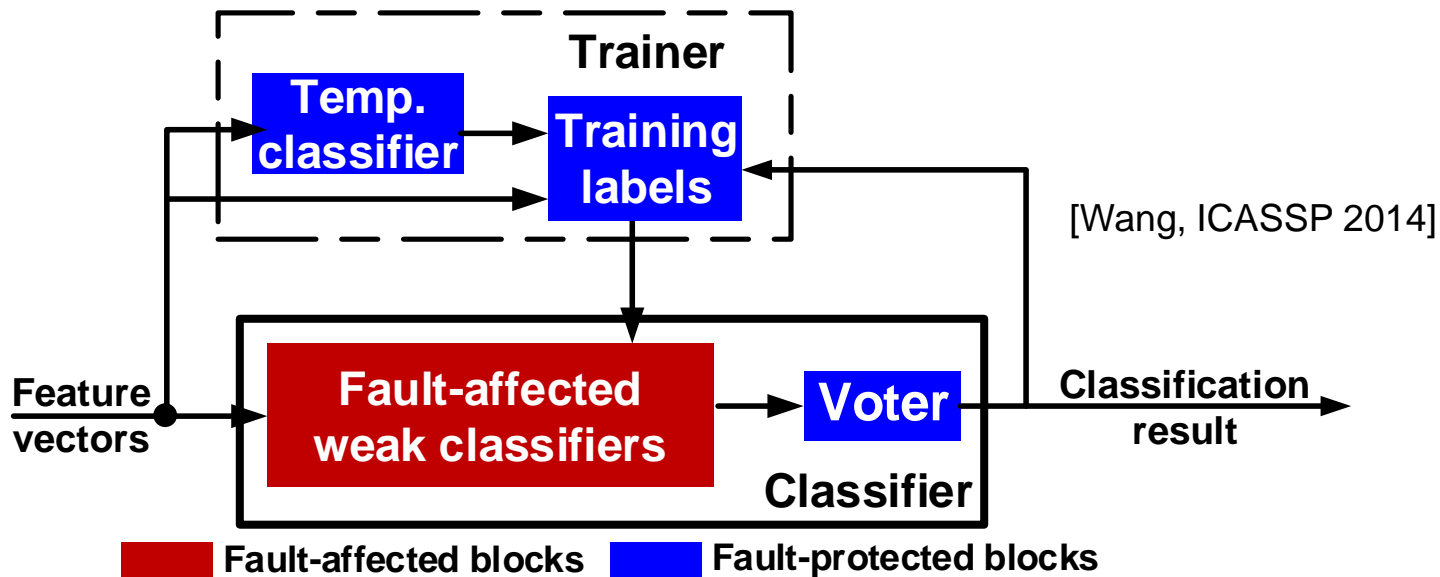 Trainer
Temp.
classifier
Training
labels
[Wang, ICASSP 2014]
Feature
vectors
Fault-affected
weak classifiers
Voter
Classification
result
Classifier
Fault-affected blocks
Fault-protected blocks